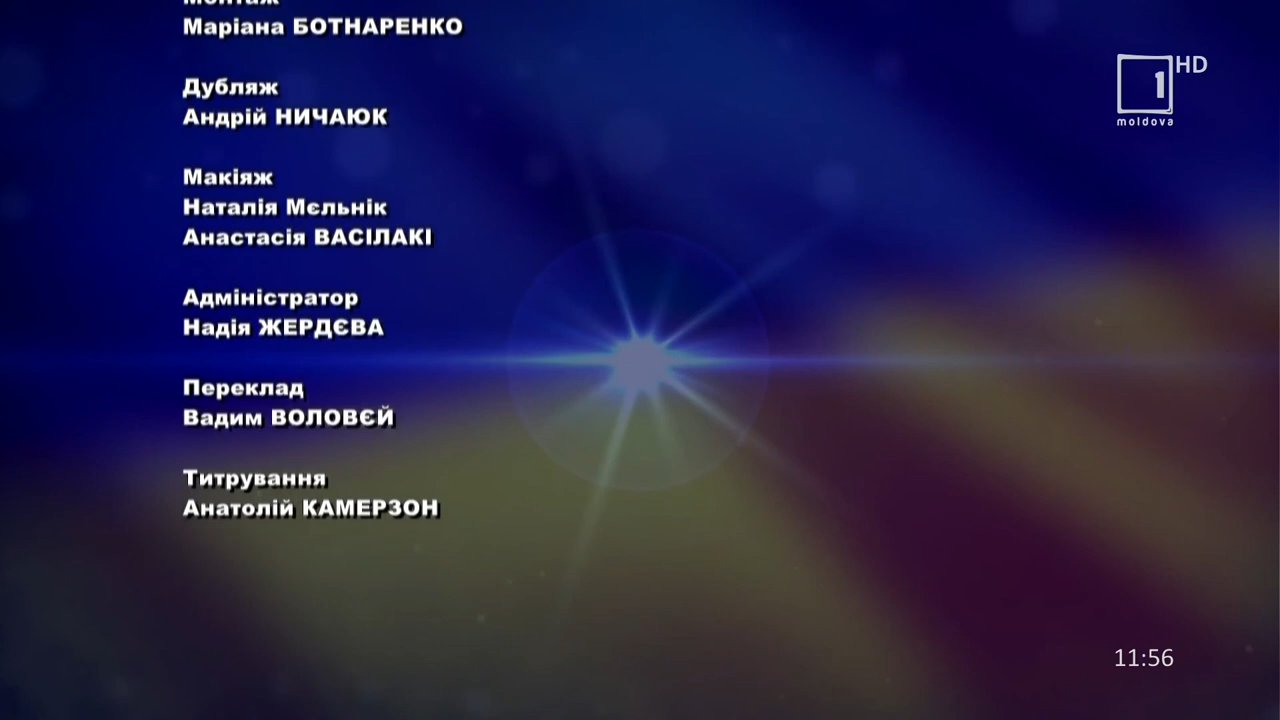 Монтаж
Маріана БОТНАРЕНКО
Дубляж
Андрій НИЧАЮК
Макіяж
Наталія Мєльнік
Анастасія ВАСІЛАКІ
Адміністратор
Надія ЖЕРДЄВА
Переклад
Вадим ВОЛОВЄЙ
Титрування
Анатолій КАМЕРЗОН
1 HD
moldova
11:56